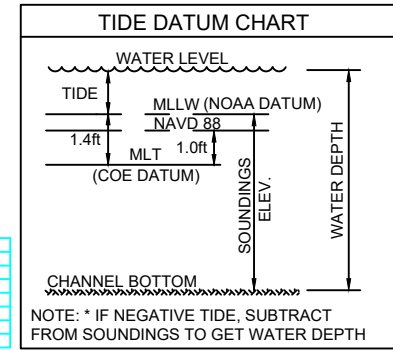 TIDE DATUM CHART
WATER LEVEL
TIDE
MLLW (NOAA DATUM)
NAVD 88
1.4ft
MLT
1.0ft
(COE DATUM)
SOUNDINGS
ELEV.
WATER DEPTH
CHANNEL BOTTOM
NOTE: * IF NEGATIVE TIDE, SUBTRACT
FROM SOUNDINGS TO GET WATER DEPTH